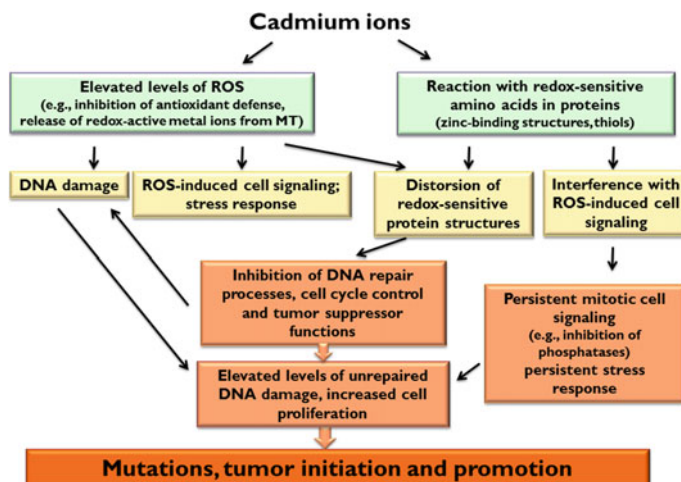 Cadmium ions
Elevated levels of ROS
(e.g., inhibition of antioxidant defense,
release of redox-active metal ions from MT)
Reaction with redox-sensitive
amino acids in proteins
(zinc-binding structures, thiols)
DNA damage
ROS-induced cell signaling;
stress response
Distorsion of
redox-sensitive
protein structures
Interference with
ROS-induced cell
signaling
Inhibition of DNA repair
processes, cell cycle control
and tumor suppressor
functions
Persistent mitotic cell
signaling
(e.g., inhibition of
phosphatases)
persistent stress
response
Elevated levels of unrepaired
DNA damage, increased cell
proliferation
Mutations, tumor initiation and promotion